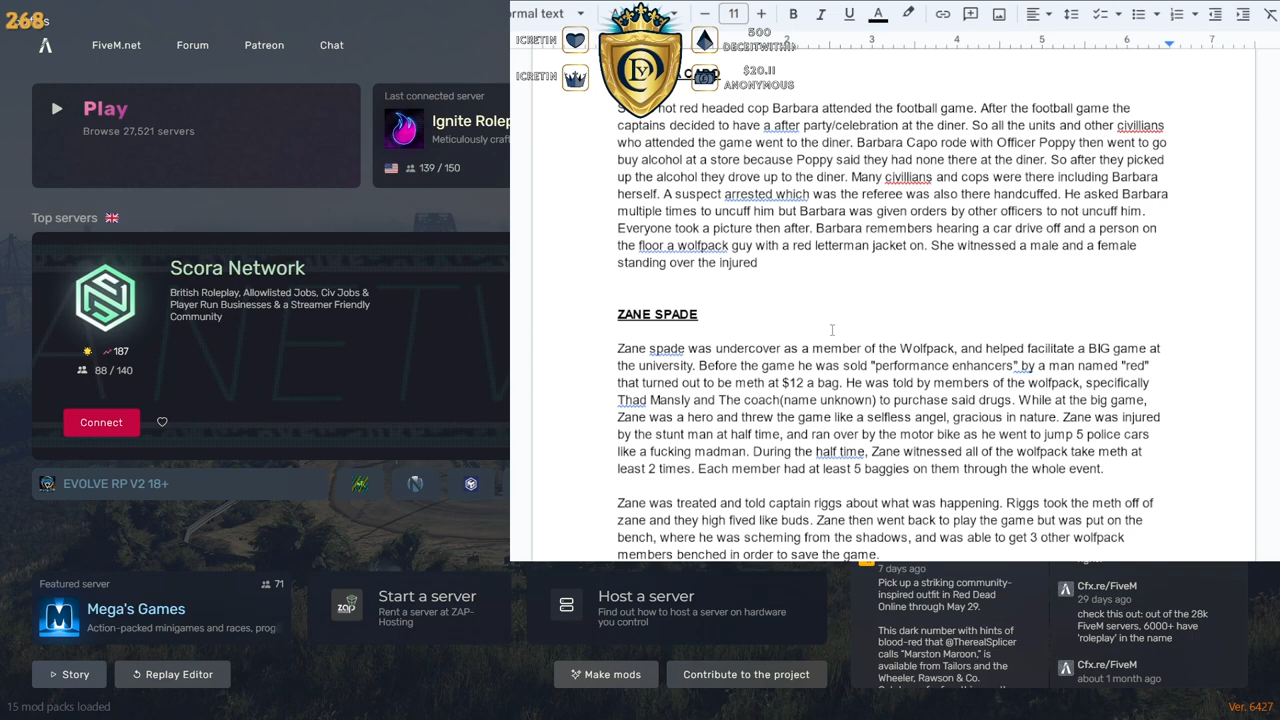 268
FiveM.net
Forum
Patreon
Chat
Play
Browse 27,521 servers
Last connected server
Ignite Rolep
Meticulously craf
139 / 150
Top servers
Scora Network
British Roleplay, Allowlisted Jobs, Civ Jobs &
Player Run Businesses & a Streamer Friendly
Community
187
88 / 140
Connect
EVOLVE RP V2 18+
Featured server
71
Mega's Games
Action-packed minigames and races, prog
Start a server
Rent a server at ZAP-
Hosting
Story
Replay Editor
15 mod packs loaded
ormal text
11
B
I
U
A
2
3
4
5
6
7
ICRETIN
500
DECEITWITHIN
ICRETIN
$20.11
ANONYMOUS
CAPO
hot red headed cop Barbara attended the football game. After the football game the
captains decided to have a after party/celebration at the diner. So all the units and other civillians
who attended the game went to the diner. Barbara Capo rode with Officer Poppy then went to go
buy alcohol at a store because Poppy said they had none there at the diner. So after they picked
up the alcohol they drove up to the diner. Many civillians and cops were there including Barbara
herself. A suspect arrested which was the referee was also there handcuffed. He asked Barbara
multiple times to uncuff him but Barbara was given orders by other officers to not uncuff him.
Everyone took a picture then after. Barbara remembers hearing a car drive off and a person on
the floor a wolfpack guy with a red letterman jacket on. She witnessed a male and a female
standing over the injured
ZANE SPADE
Zane spade was undercover as a member of the Wolfpack, and helped facilitate a BIG game at
the university. Before the game he was sold "performance enhancers" by a man named "red"
that turned out to be meth at $12 a bag. He was told by members of the wolfpack, specifically
Thad Mansly and The coach(name unknown) to purchase said drugs. While at the big game,
Zane was a hero and threw the game like a selfless angel, gracious in nature. Zane was injured
by the stunt man at half time, and ran over by the motor bike as he went to jump 5 police cars
like a fucking madman. During the half time, Zane witnessed all of the wolfpack take meth at
least 2 times. Each member had at least 5 baggies on them through the whole event.
Zane was treated and told captain riggs about what was happening. Riggs took the meth off of
zane and they high fived like buds. Zane then went back to play the game but was put on the
bench, where he was scheming from the shadows, and was able to get 3 other wolfpack
members benched in order to save the game.
Host a server
Find out how to host a server on hardware
you control
Make mods
Contribute to the project
7 days ago
Pick up a striking community-
inspired outfit in Red Dead
Online through May 29.
This dark number with hints of
blood-red that @TherealSplicer
calls “Marston Maroon,” is
available from Tailors and the
Wheeler, Rawson & Co.
Cfx.re/FiveM
29 days ago
check this out: out of the 28k
FiveM servers, 6000+ have
'roleplay' in the name
Cfx.re/FiveM
about 1 month ago
Ver. 6427